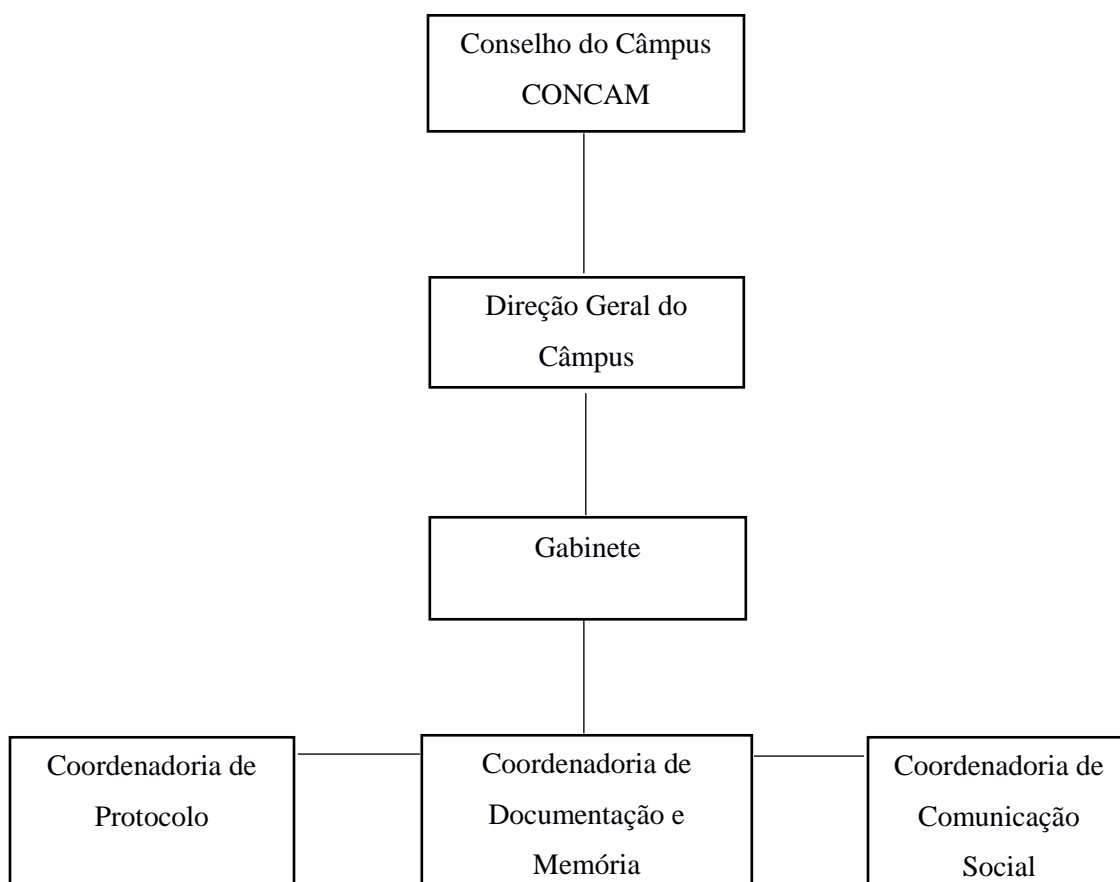 Conselho do Câmpus
CONCAM
Direção Geral do
Câmpus
Gabinete
Coordenadoria de
Protocolo
Coordenadoria de
Documentação e
Memória
Coordenadoria de
Comunicação
Social